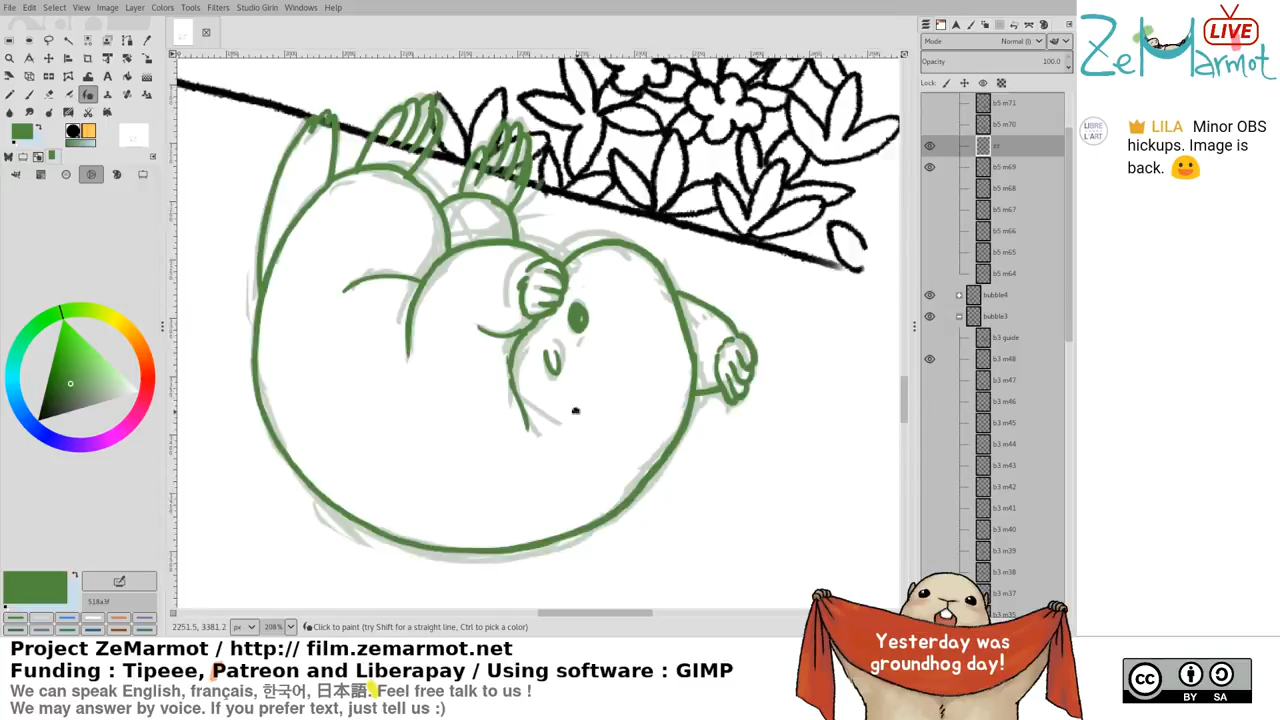 File Edit Select View Image Layer Colors Tools Filters Studio Girin Windows Help
Mode Normal (l)
Opacity 100.0
Lock:
b5 m71
b5 m70
b5 m69
b5 m68
b5 m67
b5 m66
b5 m65
b5 m64
bubble4
bubble3
b3 guide
b3 m48
b3 m47
b3 m46
b3 m45
b3 m44
b3 m43
b3 m42
b3 m41
b3 m40
b3 m39
b3 m38
b3 m37
b3 m35
ZeMarmot
LIVE
LIBRE
L'ART
LILA Minor OBS
hickups. Image is
back.
518a3f
2251.5, 3381.2 px 208% Click to paint (try Shift for a straight line, Ctrl to pick a color)
Project ZeMarmot / http:// film.zemarmot.net
Funding : Tipeee, Patreon and Liberapay / Using software : GIMP
We can speak English, français, 한국어, 日本語. Feel free talk to us !
We may answer by voice. If you prefer text, just tell us :)
Yesterday was
groundhog day!
cc
BY SA